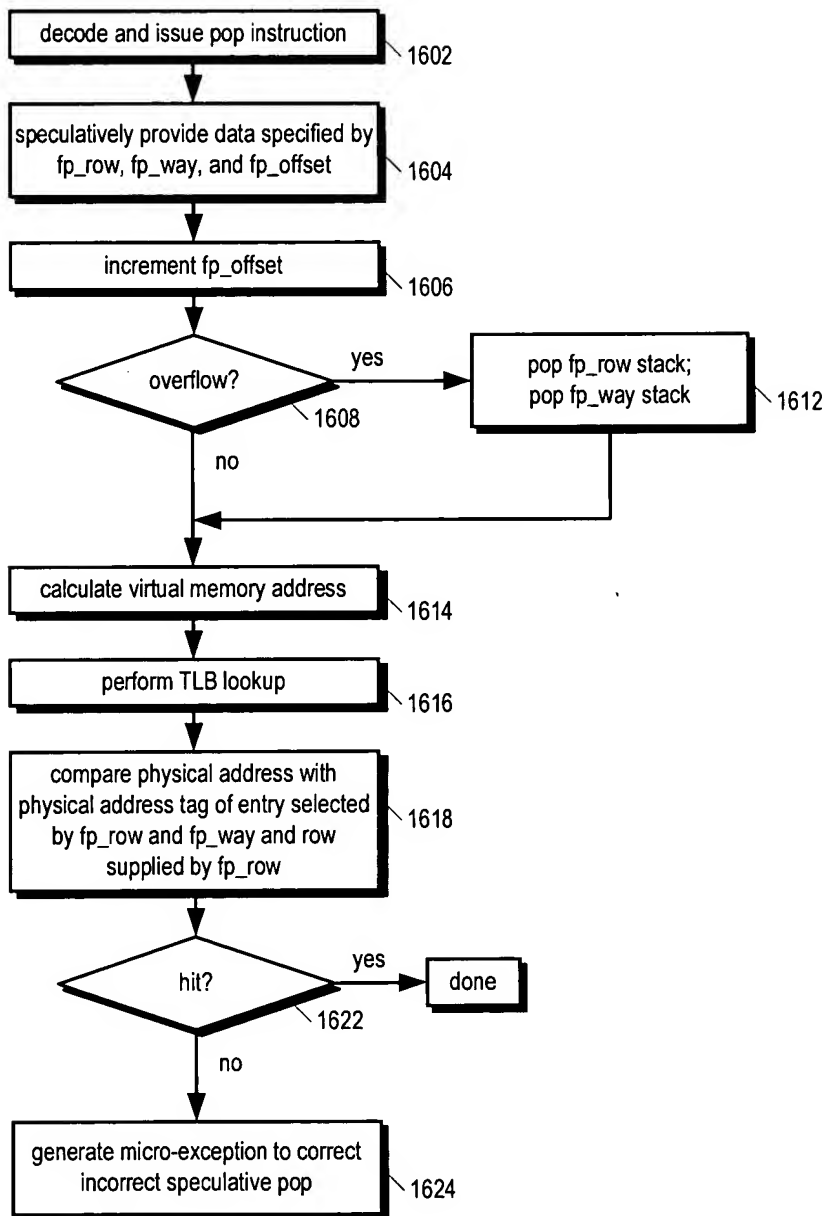 decode and issue pop instruction
1602
speculatively provide data specified by
fp_row, fp_way, and fp_offset
1604
increment fp_offset
1606
overflow?
1608
yes
pop fp_row stack;
pop fp_way stack
1612
no
calculate virtual memory address
1614
perform TLB lookup
1616
compare physical address with
physical address tag of entry selected
by fp_row and fp_way and row
supplied by fp_row
1618
hit?
1622
yes
done
no
generate micro-exception to correct
incorrect speculative pop
1624